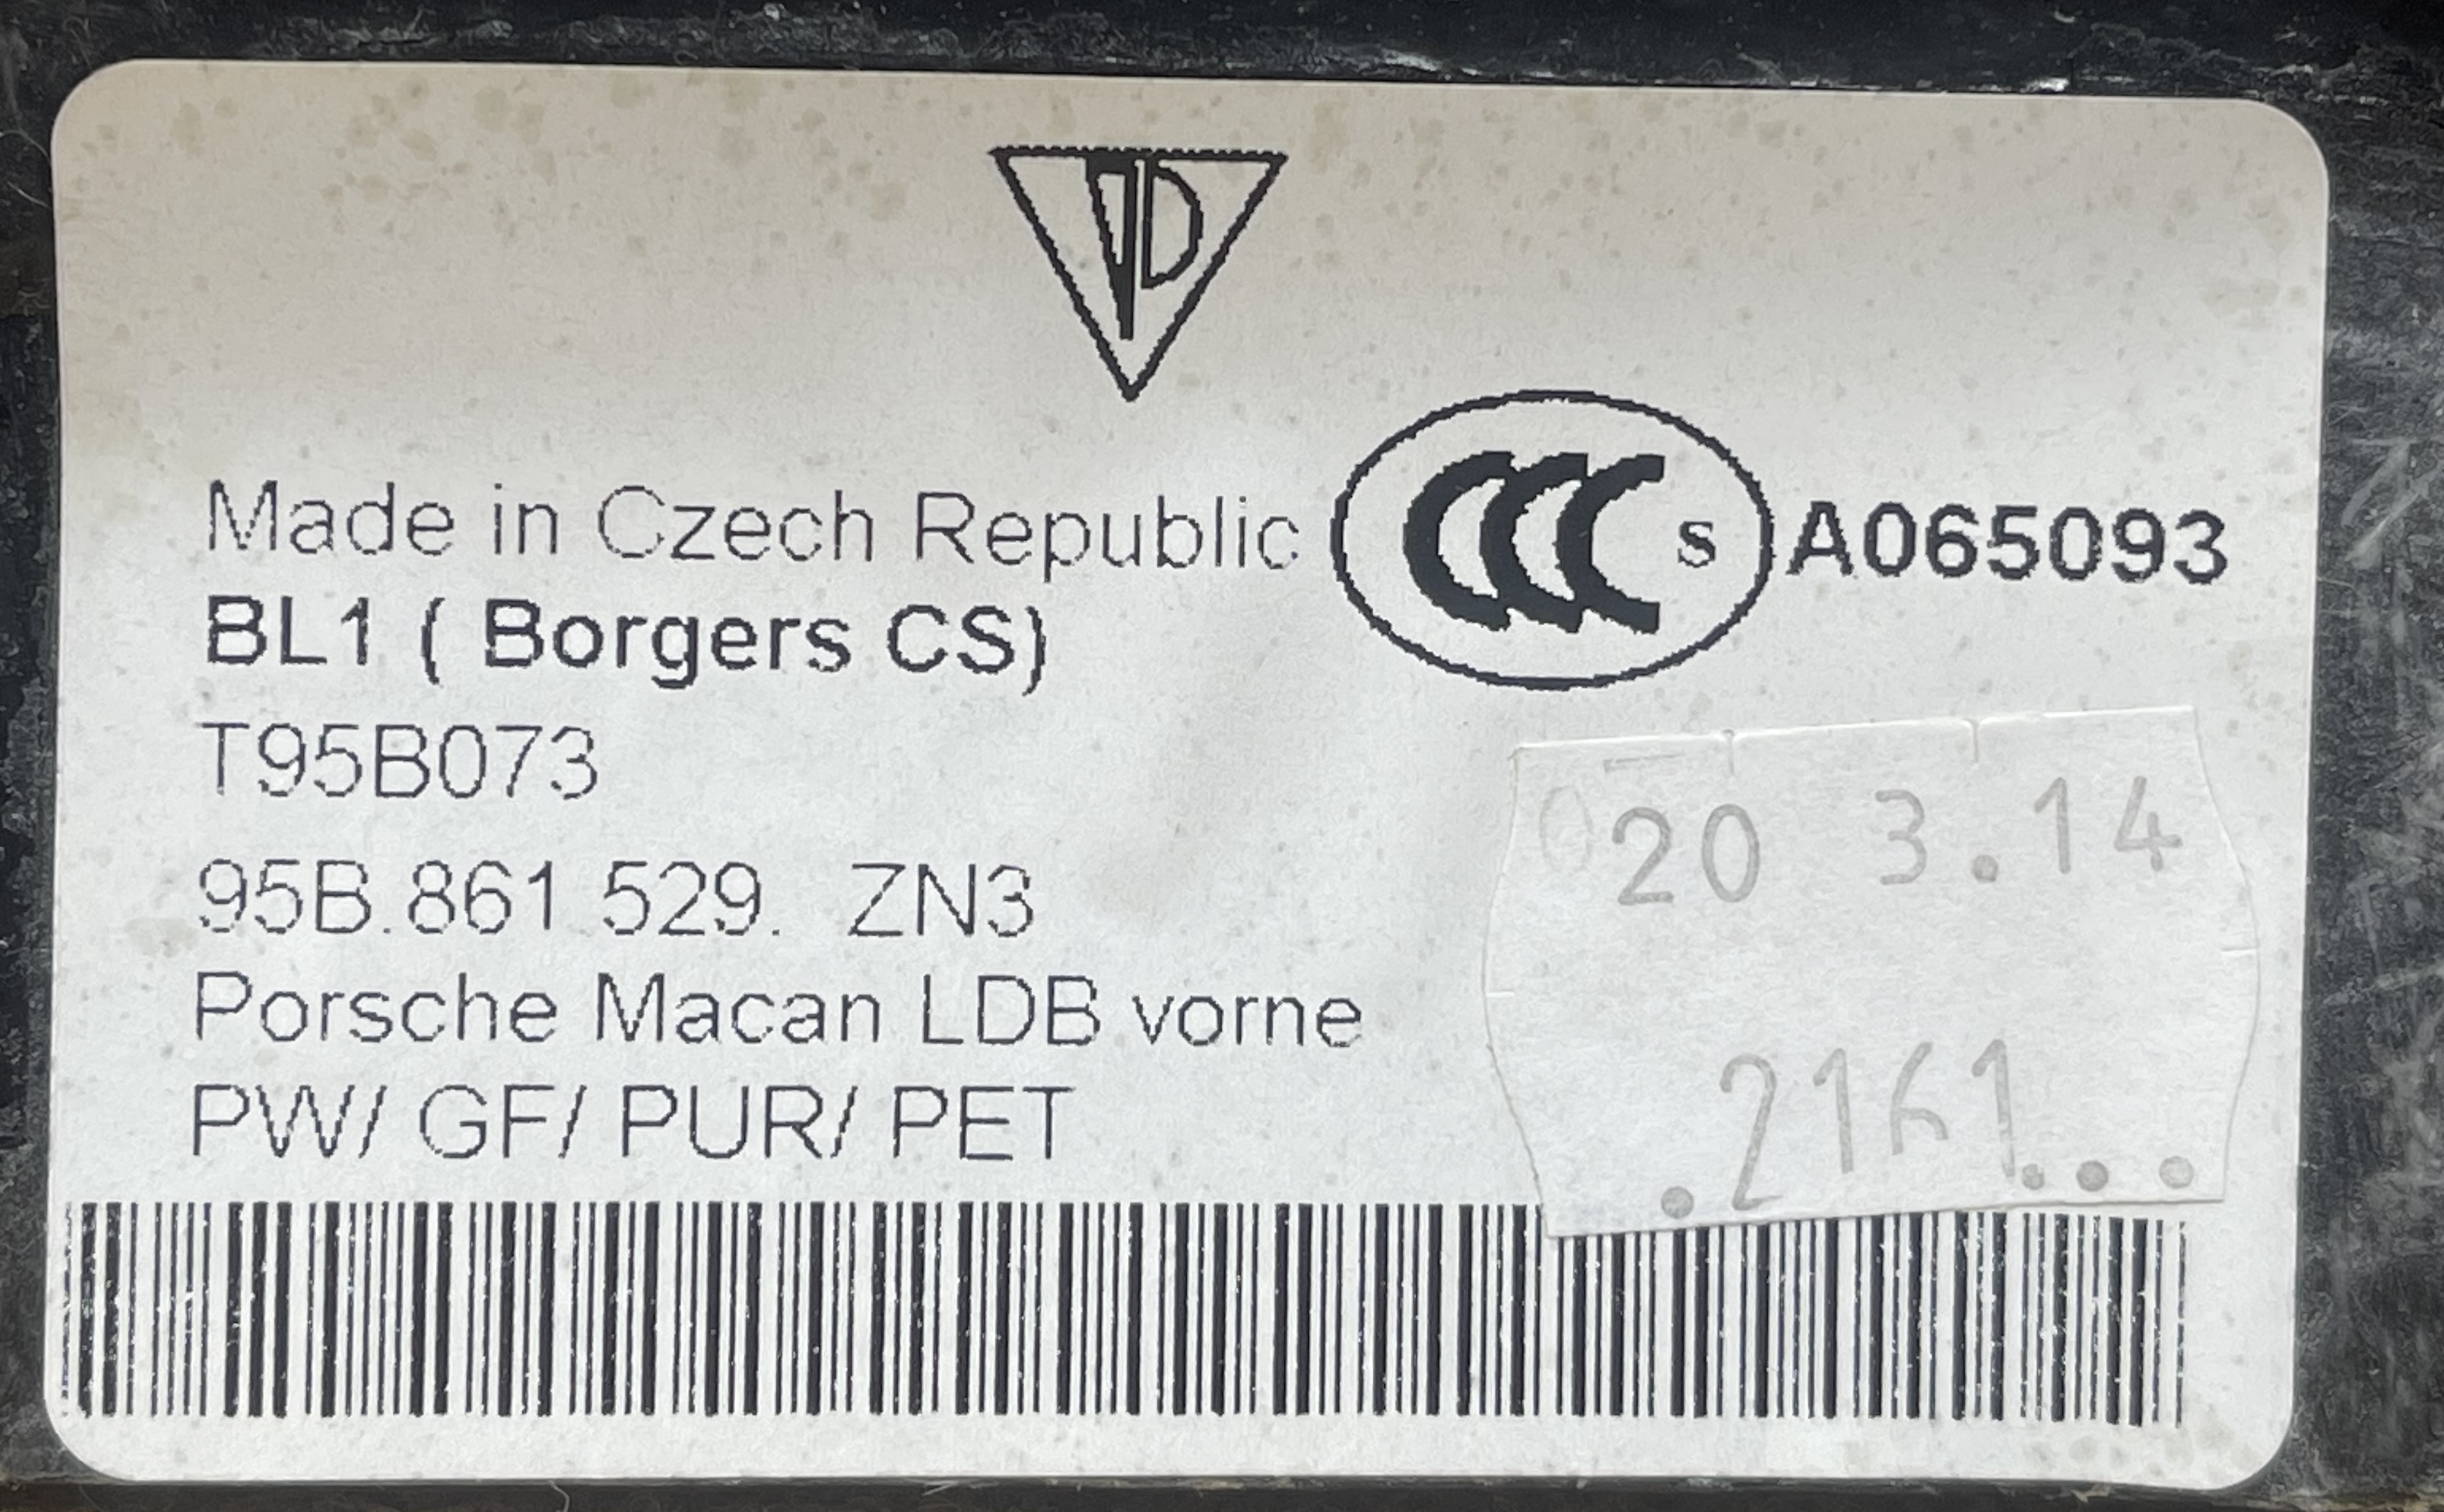 Made in Czech Republic CCC S A065093
BL1 ( Borgers CS)
T95B073
95B.861 529. ZN3
Porsche Macan LDB vorne
PW/ GF/ PUR/ PET
20 3.14
.2161...